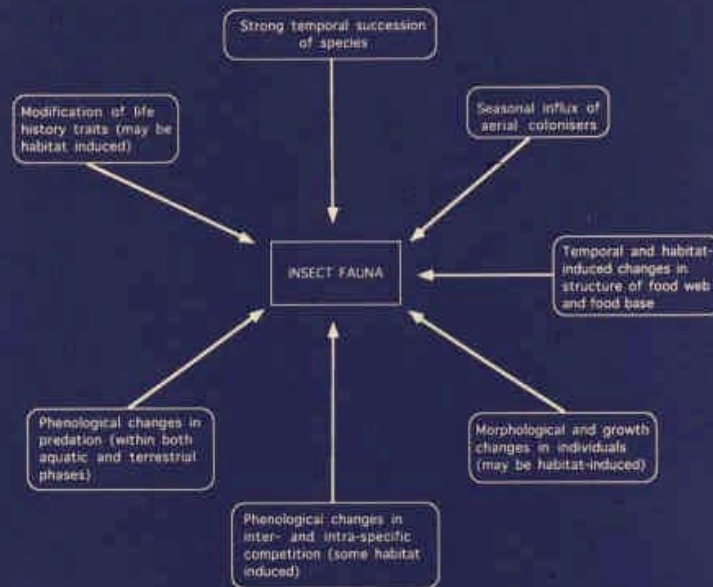 Strong temporal succession
of species
Modification of life
history traits (may be
habitat induced)
Seasonal influx of
aerial colonisers
INSECT FAUNA
Temporal and habitat-
induced changes in
structure of food web
and food base
Phenological changes in
predation (within both
aquatic and terrestrial
phases)
Morphological and growth
changes in individuals
(may be habitat-induced)
Phenological changes in
inter- and intra-specific
competition (some habitat
induced)